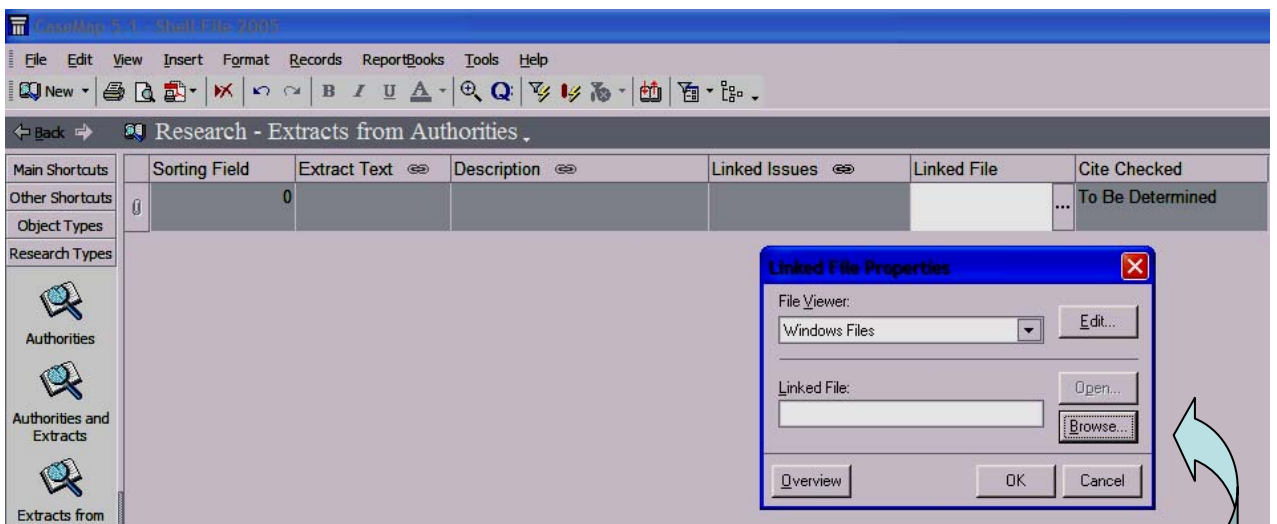 CaseMap 5.1 - Shell File 2005
File Edit View Insert Format Records ReportBooks Tools Help
New B I U A
Back Research - Extracts from Authorities
Main Shortcuts Sorting Field Extract Text Description Linked Issues Linked File Cite Checked
Other Shortcuts 0 ... To Be Determined
Object Types
Research Types
Linked File Properties
File Viewer:
Windows Files Edit...
Authorities
Linked File: Open...
Browse...
Authorities and
Extracts
Overview OK Cancel
Extracts from